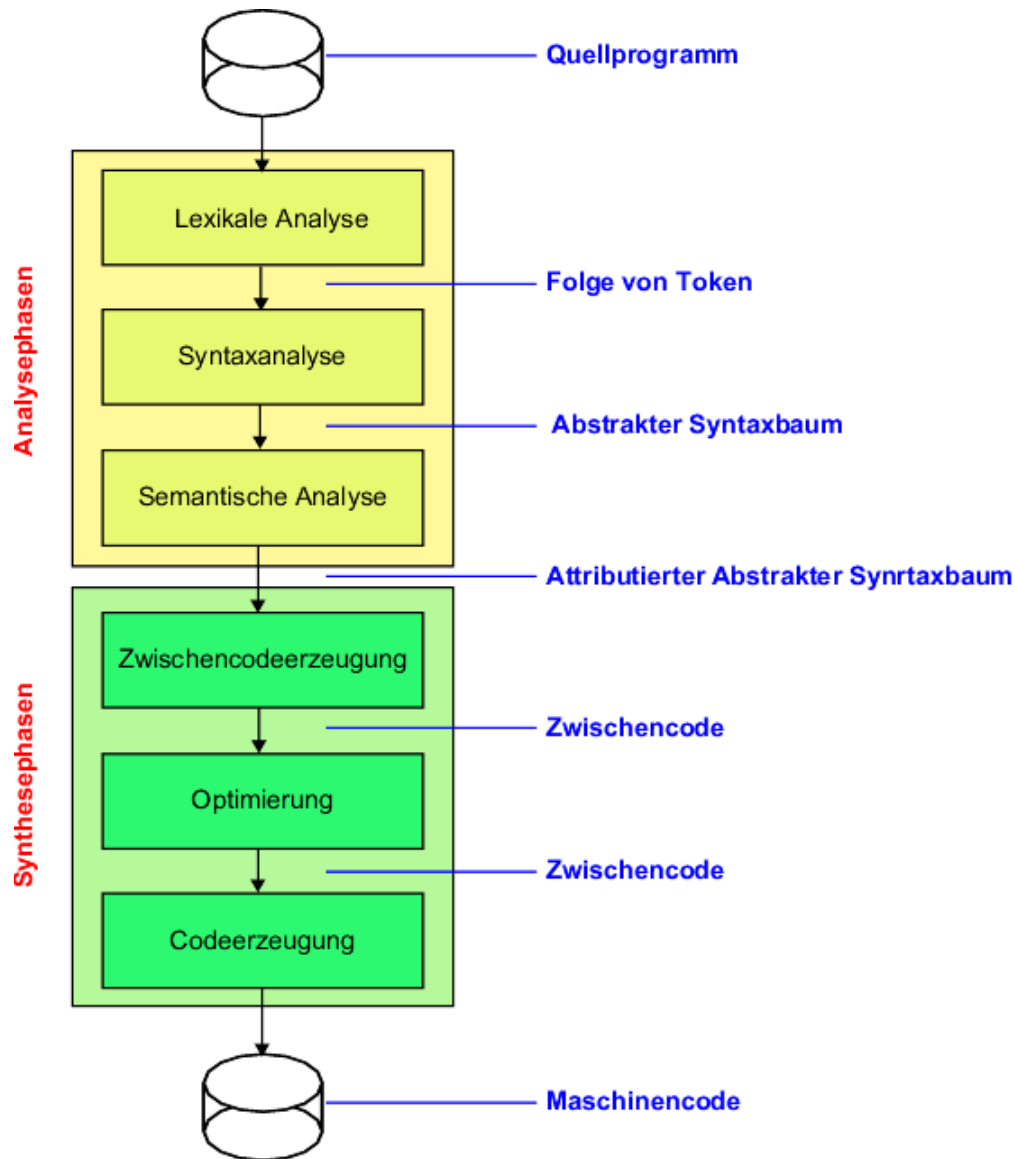 Quellprogramm
Analysephasen
Lexikale Analyse
Folge von Token
Syntaxanalyse
Abstrakter Syntaxbaum
Semantische Analyse
Attributierter Abstrakter Synrtaxbaum
Synthesephasen
Zwischencodeerzeugung
Zwischencode
Optimierung
Zwischencode
Codeerzeugung
Maschinencode